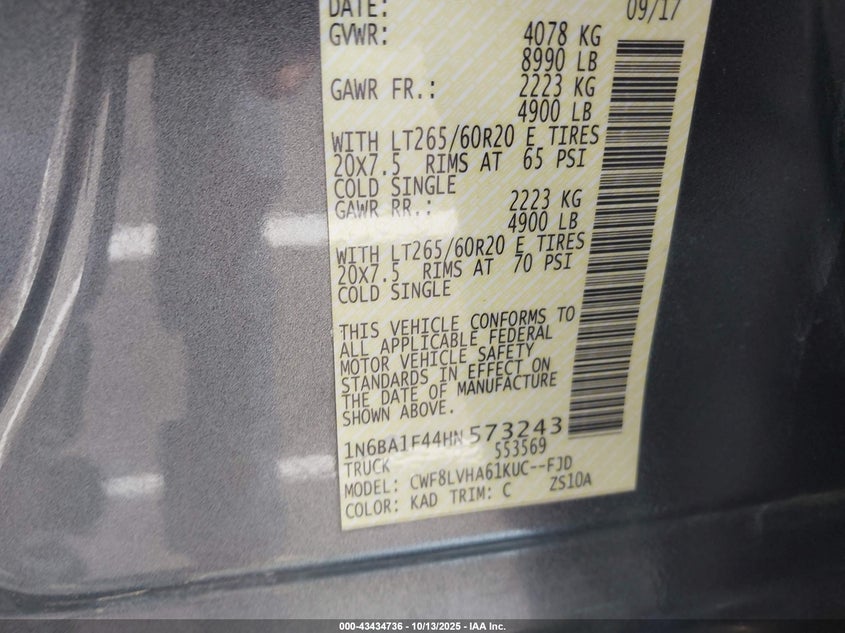 DATE: 09/17
GVWR: 4078 KG
8990 LB
GAWR FR.: 2223 KG
4900 LB
WITH LT265/60R20 E TIRES
20X7.5 RIMS AT 65 PSI
COLD SINGLE
GAWR RR.: 2223 KG
4900 LB
WITH LT265/60R20 E TIRES
20X7.5 RIMS AT 70 PSI
COLD SINGLE
THIS VEHICLE CONFORMS TO
ALL APPLICABLE FEDERAL
MOTOR VEHICLE SAFETY
STANDARDS IN EFFECT ON
THE DATE OF MANUFACTURE
SHOWN ABOVE.
1N6BA1F44HN573243
TRUCK 553569
MODEL: CWF8LVHA61KUC--FJD
COLOR: KAD TRIM: C ZS10A
000-43434736 - 10/13/2025 - IAA Inc.